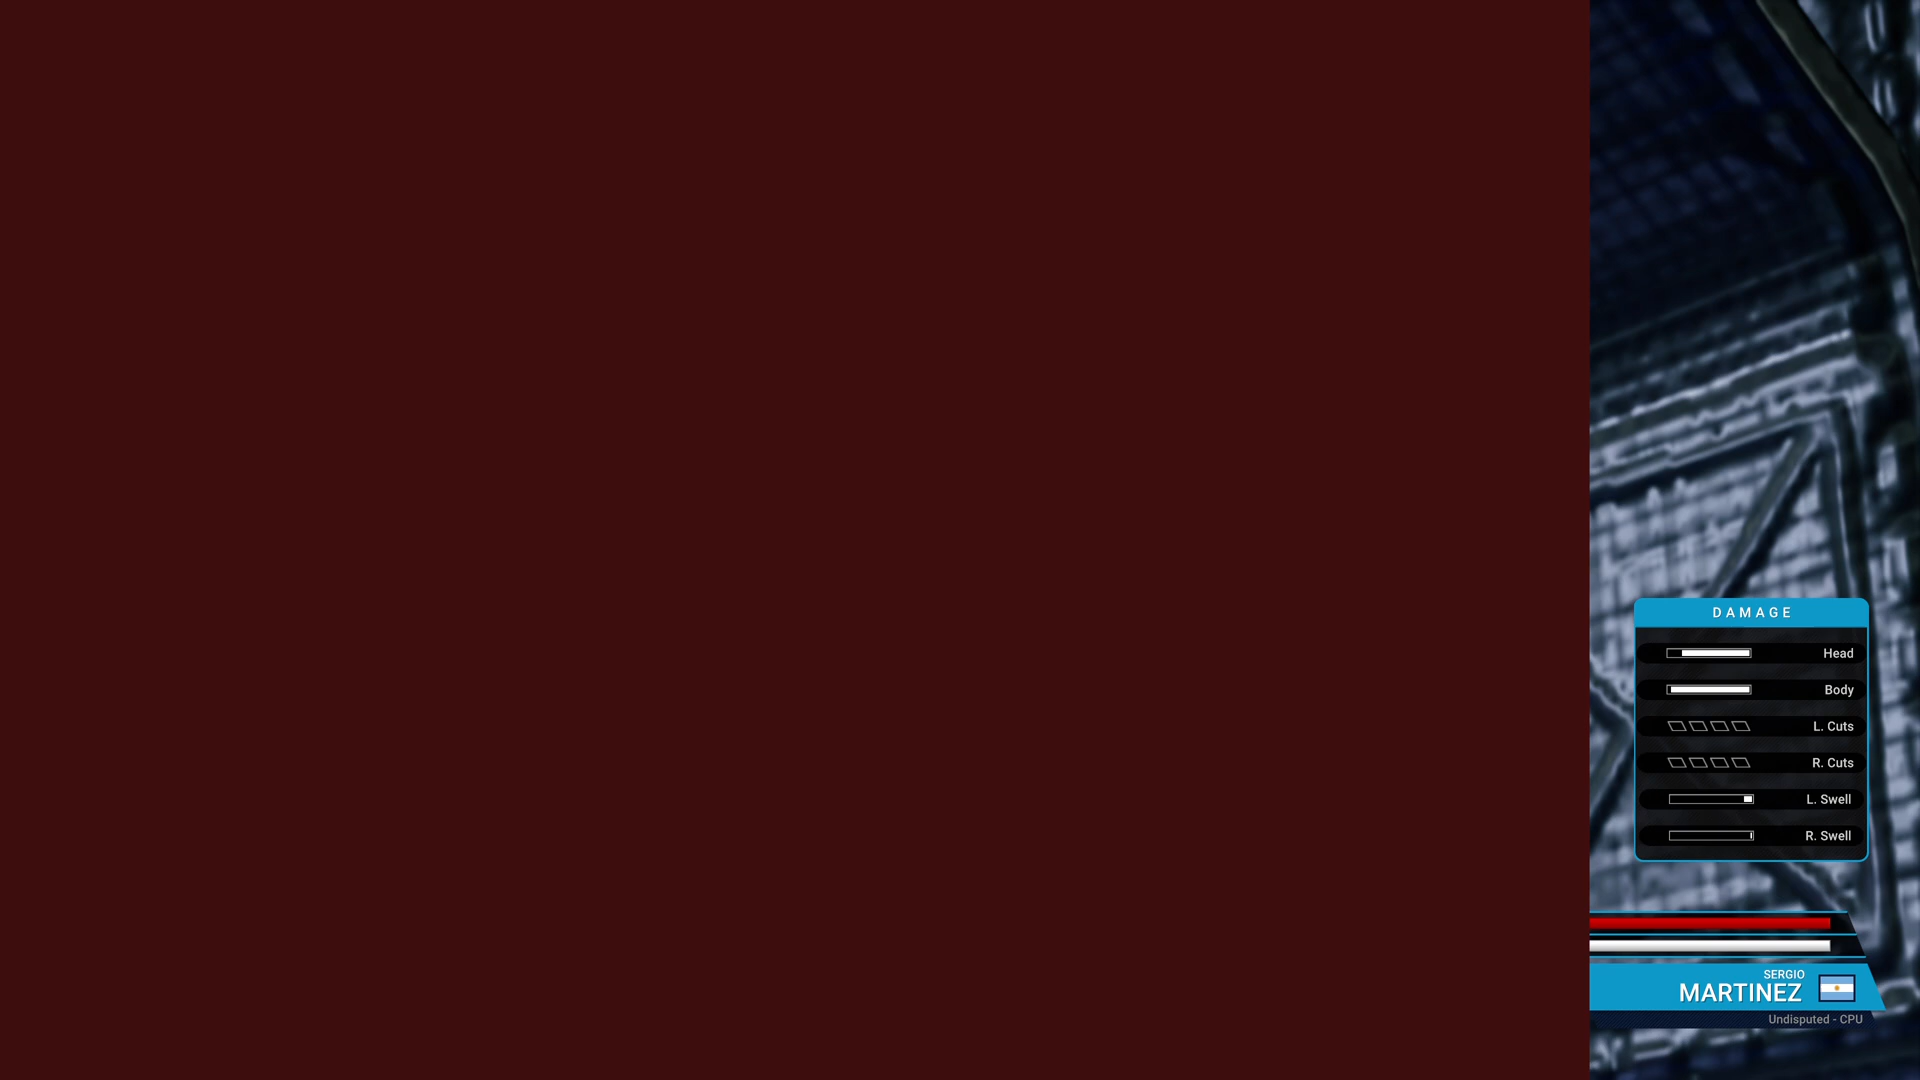 DAMAGE
Head
Body
L. Cuts
R. Cuts
L. Swell
R. Swell
SERGIO
MARTINEZ
Undisputed - CPU